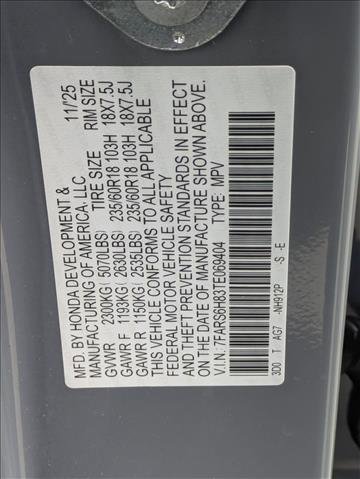 MFD. BY HONDA DEVELOPMENT & 11/'25
MANUFACTURING OF AMERICA, LLC
TIRE SIZE RIM SIZE
GVWR 2300KG ( 5070LBS)
GAWR F 1193KG ( 2630LBS) 235/60R18 103H 18X7.5J
GAWR R 1150KG ( 2535LBS) 235/60R18 103H 18X7.5J
THIS VEHICLE CONFORMS TO ALL APPLICABLE
FEDERAL MOTOR VEHICLE SAFETY
AND THEFT PREVENTION STANDARDS IN EFFECT
ON THE DATE OF MANUFACTURE SHOWN ABOVE.
V.I.N.: 7FARS6H83TE069404 TYPE: MPV
3D0 T AG7 -NH912P -S -E